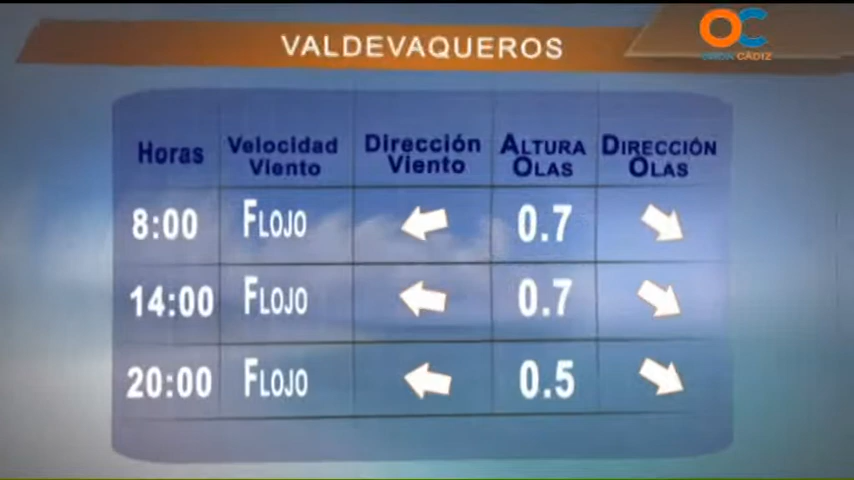 OC
ONDA CÁDIZ
VALDEVAQUEROS
Horas Velocidad Viento Dirección Viento ALTURA OLAS DIRECCIÓN OLAS
8:00 FLOJO 0.7
14:00 FLOJO 0.7
20:00 FLOJO 0.5